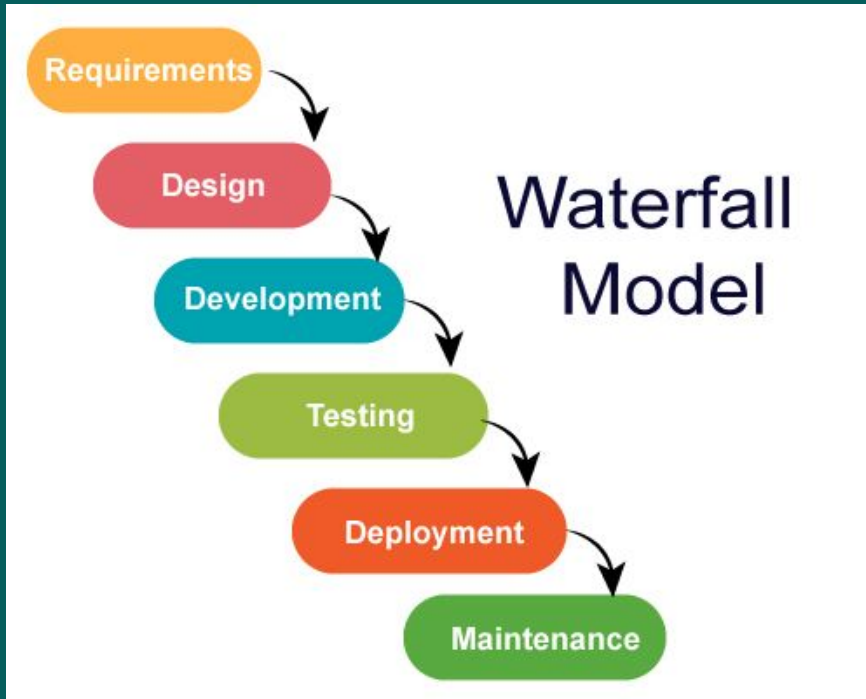 Requirements
Design
Waterfall
Model
Development
Testing
Deployment
Maintenance